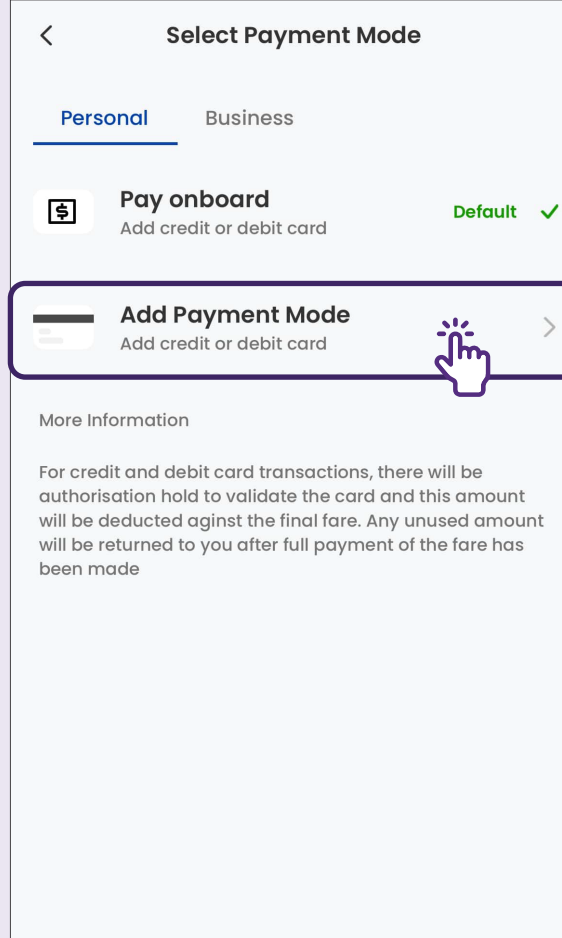 Select Payment Mode
Personal Business
Pay onboard
Add credit or debit card
Default
Add Payment Mode
Add credit or debit card
More Information
For credit and debit card transactions, there will be
authorisation hold to validate the card and this amount
will be deducted aginst the final fare. Any unused amount
will be returned to you after full payment of the fare has
been made